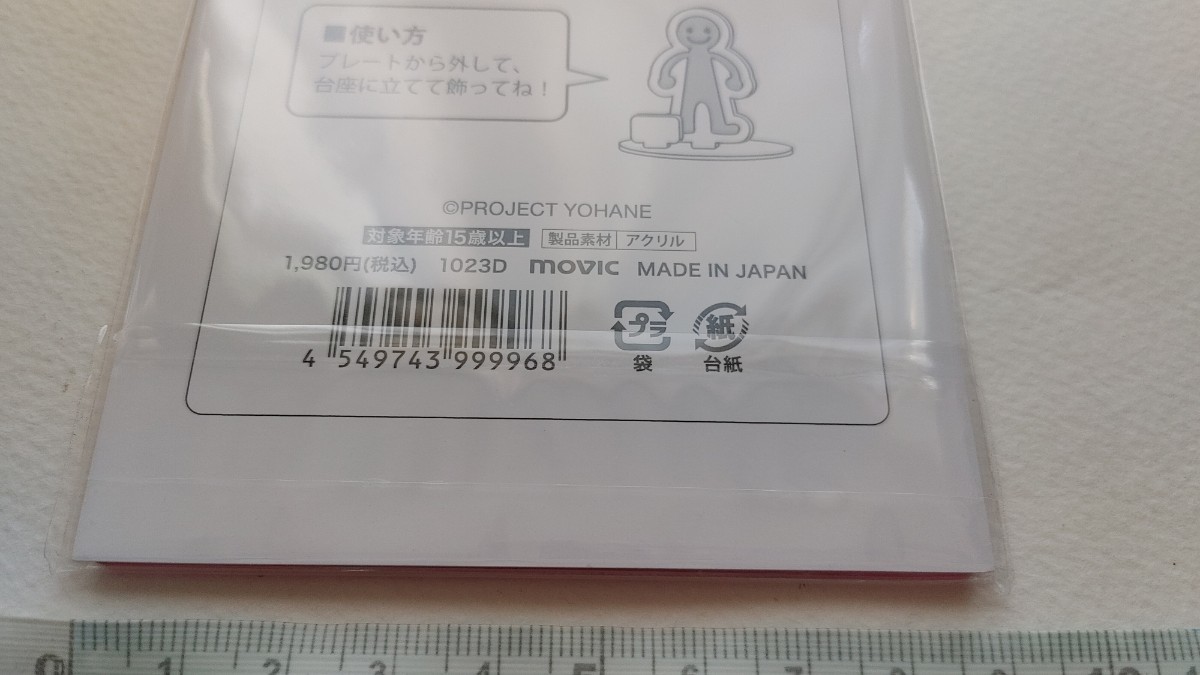 ■使い方
プレートから外して、
台座に立てて飾ってね！
©PROJECT YOHANE
対象年齢15歳以上 製品素材 アクリル
1,980円(税込) 1023D movic MADE IN JAPAN
4 549743 999968
プラ 紙
袋 台紙
0 1 2 3 4 5 6 7 8 9 10 1